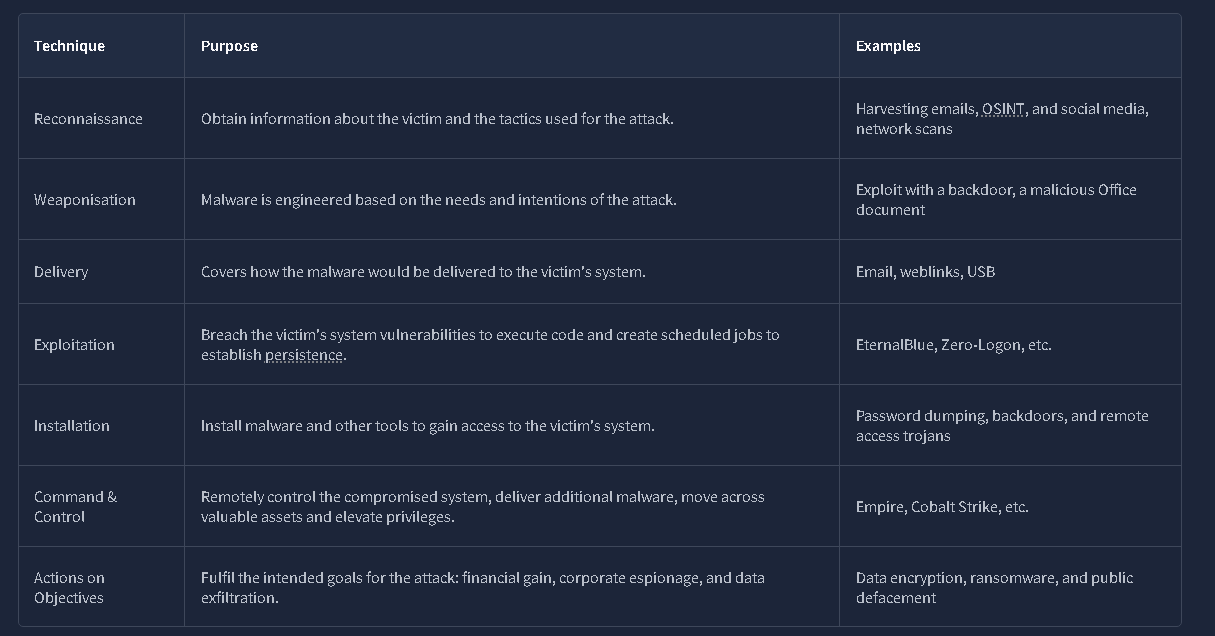 Technique Purpose Examples
Reconnaissance Obtain information about the victim and the tactics used for the attack. Harvesting emails, OSINT, and social media,
network scans
Weaponisation Malware is engineered based on the needs and intentions of the attack. Exploit with a backdoor, a malicious Office
document
Delivery Covers how the malware would be delivered to the victim's system. Email, weblinks, USB
Exploitation Breach the victim's system vulnerabilities to execute code and create scheduled jobs to
establish persistence. EternalBlue, Zero-Logon, etc.
Installation Install malware and other tools to gain access to the victim's system. Password dumping, backdoors, and remote
access trojans
Command &
Control Remotely control the compromised system, deliver additional malware, move across
valuable assets and elevate privileges. Empire, Cobalt Strike, etc.
Actions on
Objectives Fulfil the intended goals for the attack: financial gain, corporate espionage, and data
exfiltration. Data encryption, ransomware, and public
defacement